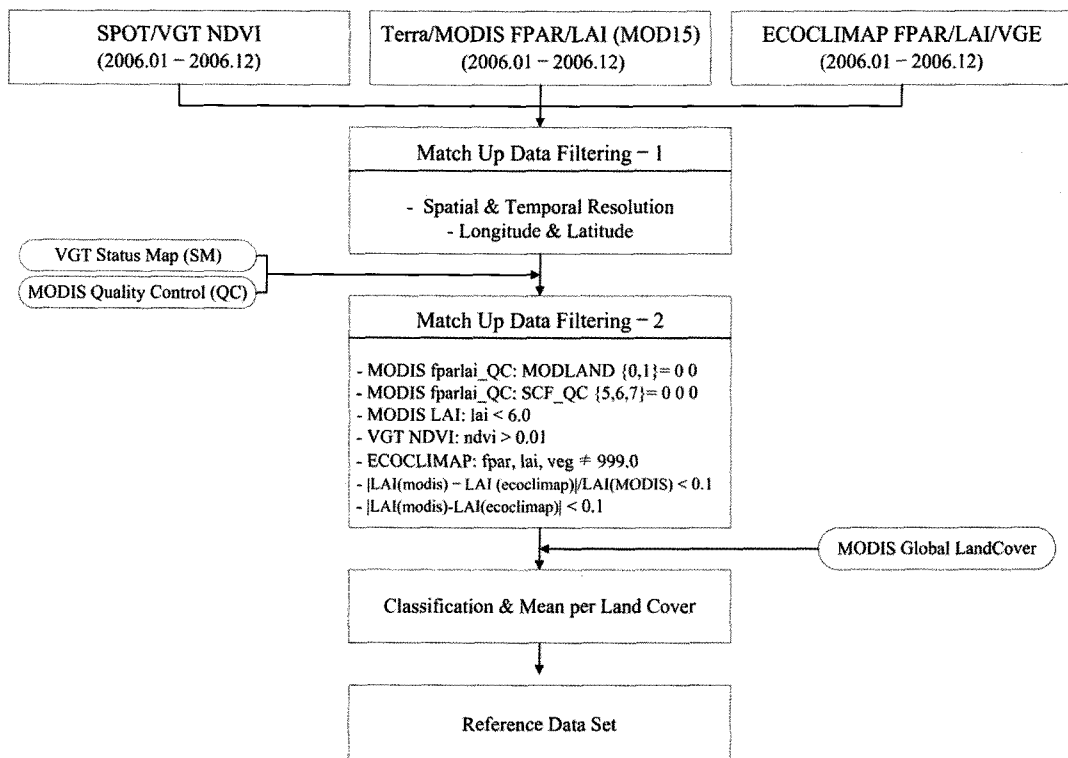 SPOT/VGT NDVI
(2006.01 − 2006.12)
Terra/MODIS FPAR/LAI (MOD15)
(2006.01 − 2006.12)
ECOCLIMAP FPAR/LAI/VGE
(2006.01 − 2006.12)
Match Up Data Filtering − 1
- Spatial & Temporal Resolution
- Longitude & Latitude
VGT Status Map (SM)
MODIS Quality Control (QC)
Match Up Data Filtering − 2
- MODIS fparlai_QC: MODLAND {0,1}= 0 0
- MODIS fparlai_QC: SCF_QC {5,6,7}= 0 0 0
- MODIS LAI: lai < 6.0
- VGT NDVI: ndvi > 0.01
- ECOCLIMAP: fpar, lai, veg ≠ 999.0
- |LAI(modis) − LAI (ecoclimap)|/LAI(MODIS) < 0.1
- |LAI(modis)-LAI(ecoclimap)| < 0.1
MODIS Global LandCover
Classification & Mean per Land Cover
Reference Data Set